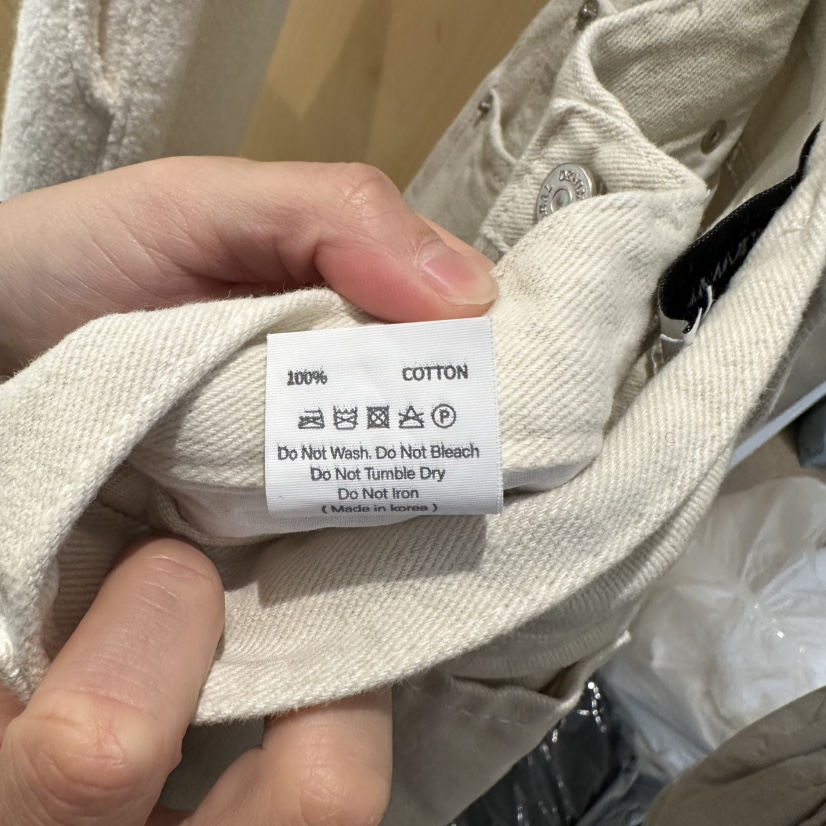 100% COTTON
P
Do Not Wash. Do Not Bleach
Do Not Tumble Dry
Do Not Iron
( Made in korea )